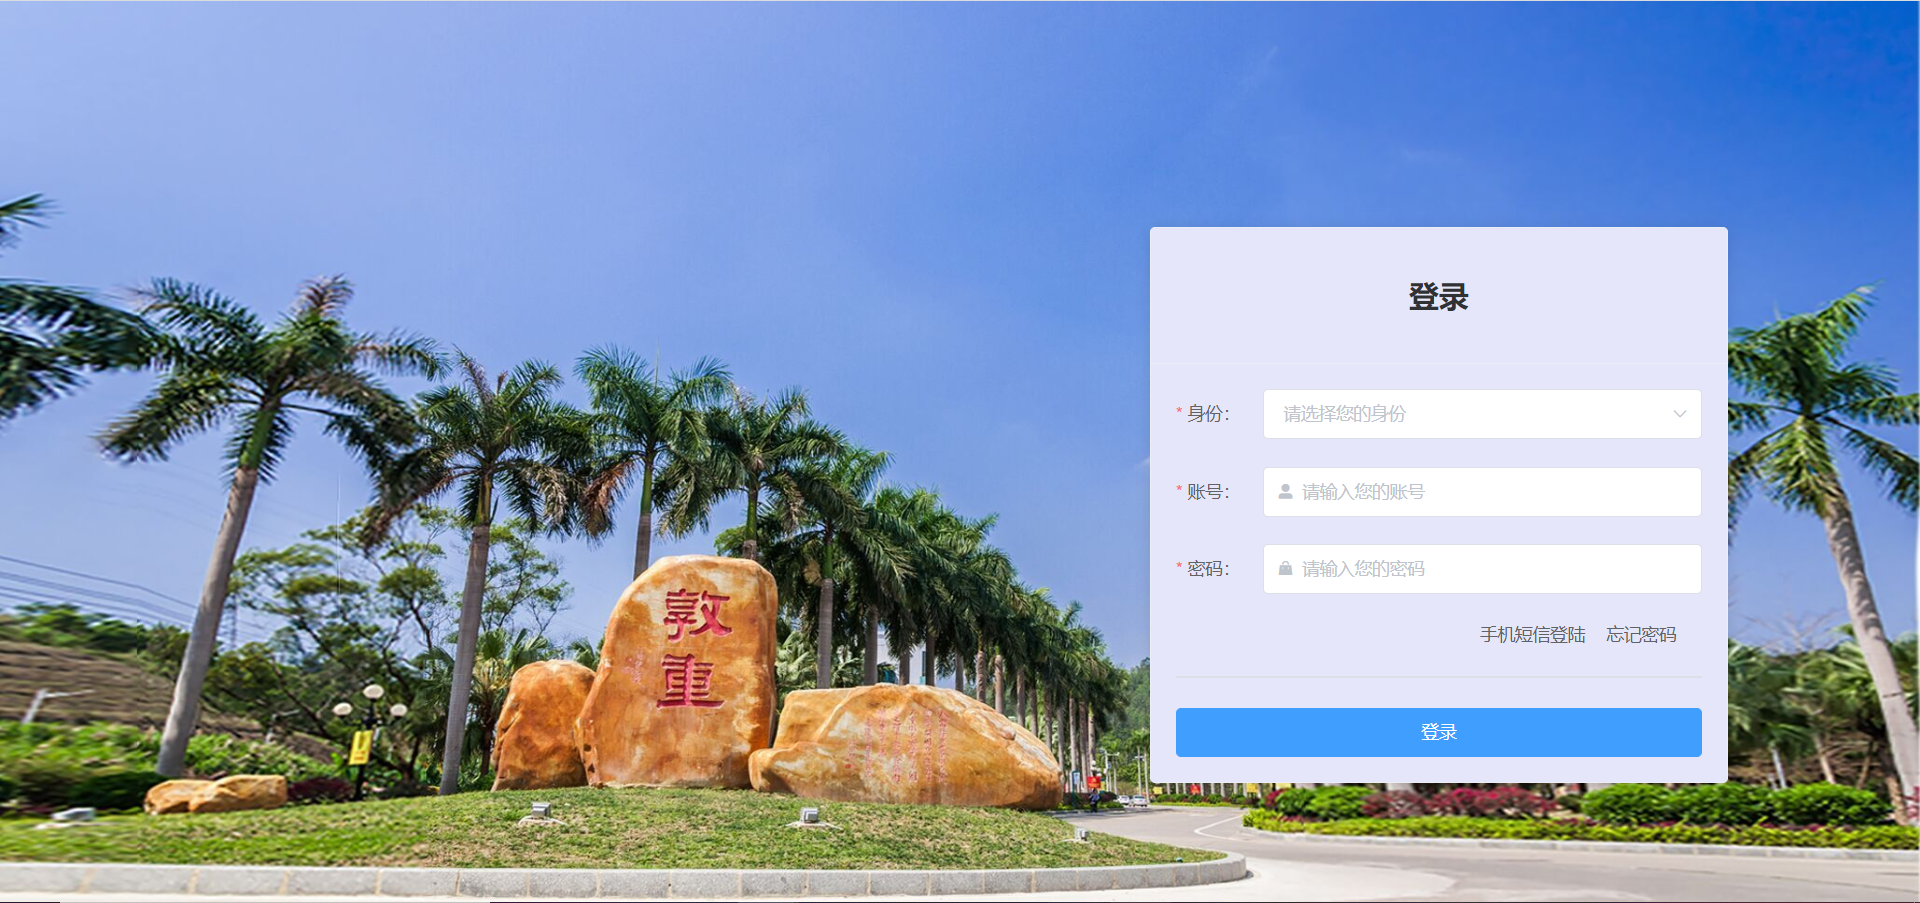 敦
重
登录
* 身份:
请选择您的身份
* 账号:
请输入您的账号
* 密码:
请输入您的密码
手机短信登陆 忘记密码
登录